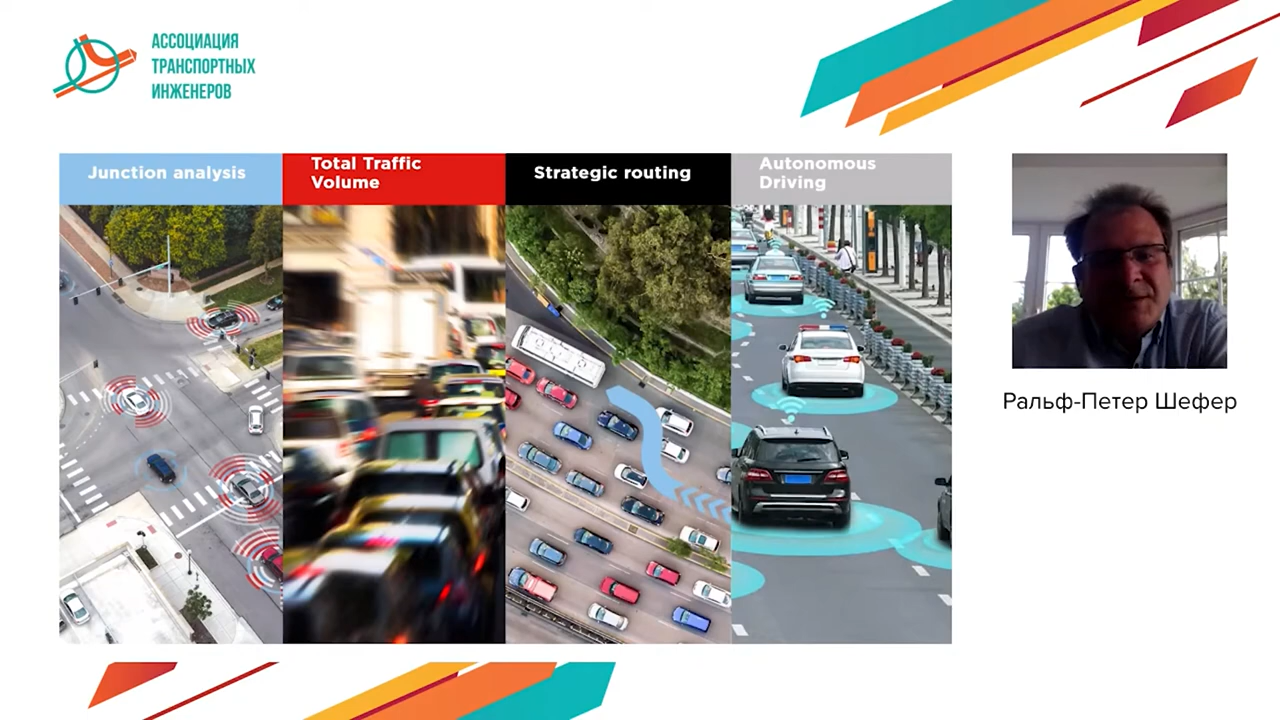 АССОЦИАЦИЯ
ТРАНСПОРТНЫХ
ИНЖЕНЕРОВ
Junction analysis
Total Traffic
Volume
Strategic routing
Autonomous
Driving
Ральф-Петер Шефер